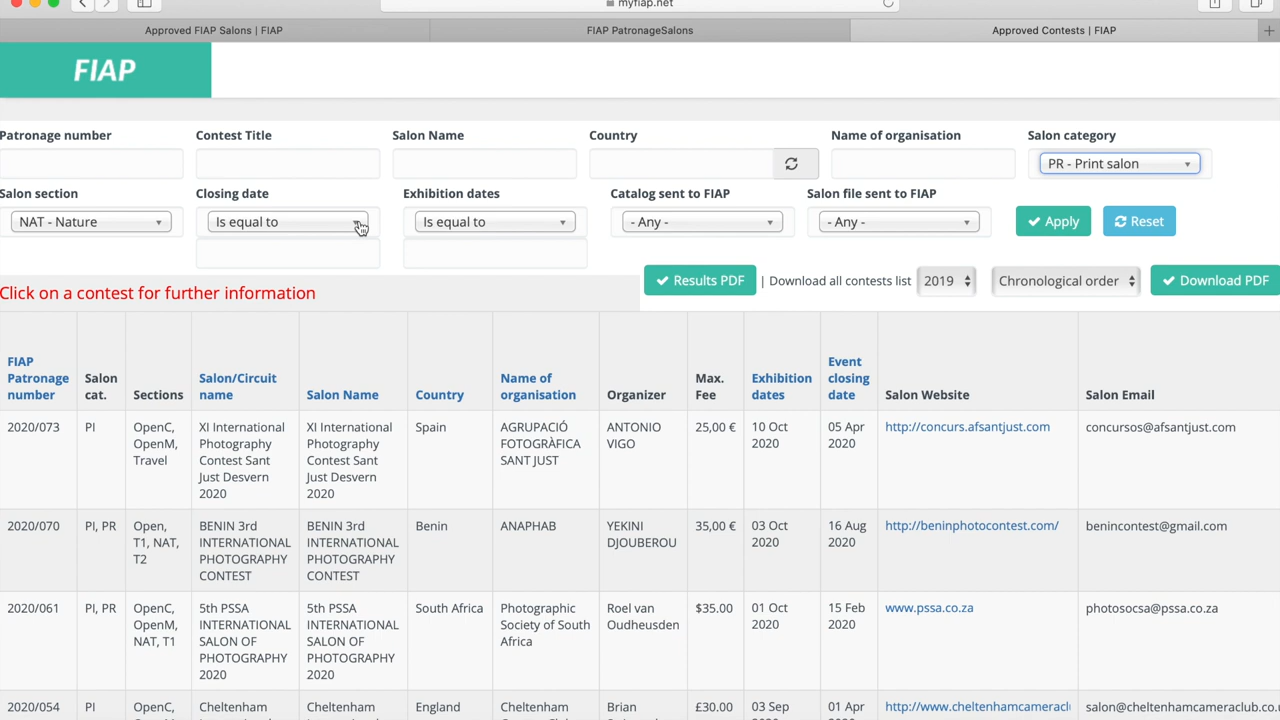 myfiap.net
Approved FIAP Salons | FIAP
FIAP PatronageSalons
Approved Contests | FIAP
FIAP
Patronage number
Contest Title
Salon Name
Country
Name of organisation
Salon category
PR - Print salon
Salon section
Closing date
Exhibition dates
Catalog sent to FIAP
Salon file sent to FIAP
NAT - Nature
Is equal to
Is equal to
- Any -
- Any -
Apply
Reset
Click on a contest for further information
Results PDF
| Download all contests list
2019
Chronological order
Download PDF
FIAP
Patronage
number
Salon
cat.
Sections
Salon/Circuit
name
Salon Name
Country
Name of
organisation
Organizer
Max.
Fee
Exhibition
dates
Event
closing
date
Salon Website
Salon Email
2020/073
PI
OpenC,
OpenM,
Travel
XI International
Photography
Contest Sant
Just Desvern
2020
XI International
Photography
Contest Sant
Just Desvern
2020
Spain
AGRUPACIÓ
FOTOGRÀFICA
SANT JUST
ANTONIO
VIGO
25,00 €
10 Oct
2020
05 Apr
2020
http://concurs.afsantjust.com
concursos@afsantjust.com
2020/070
PI, PR
Open,
T1, NAT,
T2
BENIN 3rd
INTERNATIONAL
PHOTOGRAPHY
CONTEST
BENIN 3rd
INTERNATIONAL
PHOTOGRAPHY
CONTEST
Benin
ANAPHAB
YEKINI
DJOUBEROU
35,00 €
03 Oct
2020
16 Aug
2020
http://beninphotocontest.com/
benincontest@gmail.com
2020/061
PI, PR
OpenC,
OpenM,
NAT, T1
5th PSSA
INTERNATIONAL
SALON OF
PHOTOGRAPHY
2020
5th PSSA
INTERNATIONAL
SALON OF
PHOTOGRAPHY
2020
South Africa
Photographic
Society of South
Africa
Roel van
Oudheusden
$35.00
01 Oct
2020
15 Feb
2020
www.pssa.co.za
photosocsa@pssa.co.za
2020/054
PI
OpenC,
Cheltenham
Cheltenham
England
Cheltenham
Brian
£30.00
03 Sep
01 Apr
http://www.cheltenhamcameracl
salon@cheltenhamcameraclub.co.